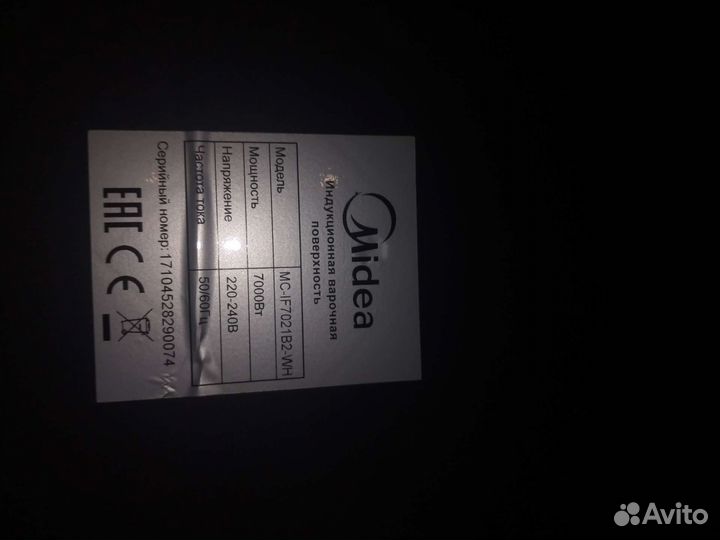 Midea
Индукционная варочная
поверхность
Модель MC-IF7021B2-WH
Мощность 7000Вт
Напряжение 220-240В
Частота тока 50/60Гц
Серийный номер: 17104528290074
EAC CE
Avito